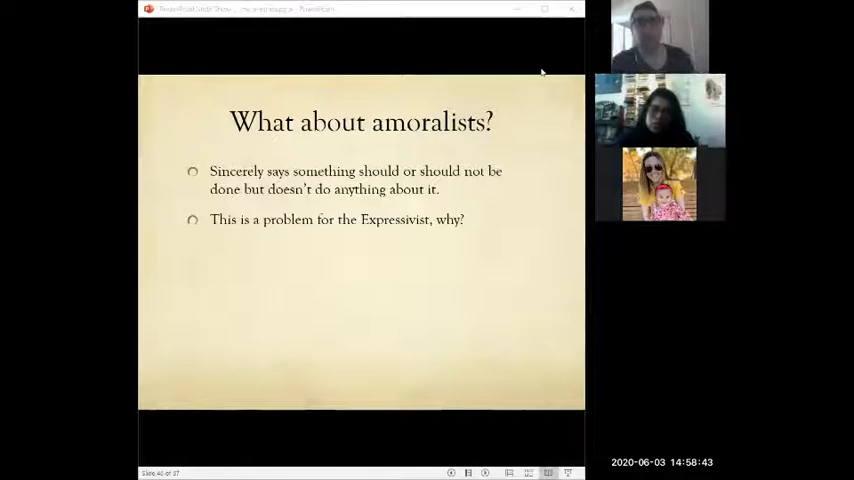 What about amoralists?
Sincerely says something should or should not be
done but doesn't do anything about it.
This is a problem for the Expressivist, why?
2020-06-03 14:58:43